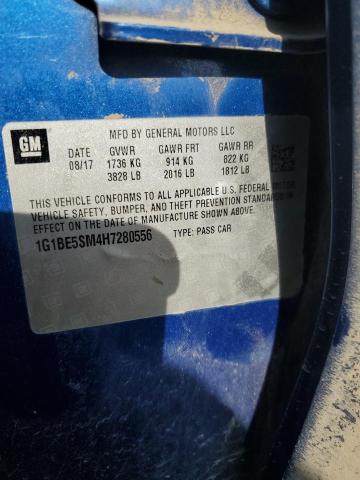 GM
MFD BY GENERAL MOTORS LLC
DATE GVWR GAWR FRT GAWR RR
08/17 1736 KG 914 KG 822 KG
3828 LB 2016 LB 1812 LB
THIS VEHICLE CONFORMS TO ALL APPLICABLE U.S. FEDERAL MOTOR
VEHICLE SAFETY, BUMPER, AND THEFT PREVENTION STANDARDS IN
EFFECT ON THE DATE OF MANUFACTURE SHOWN ABOVE.
1G1BE5SM4H7280556 TYPE: PASS CAR